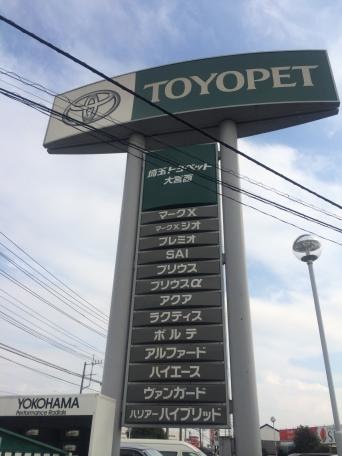 TOYOPET
埼玉トヨペット
大宮西
マークX
マークXジオ
プレミオ
SAI
プリウス
プリウスα
アクア
ラクティス
ポルテ
アルファード
ハイエース
ヴァンガード
ハリアーハイブリッド
YOKOHAMA
Performance Radials